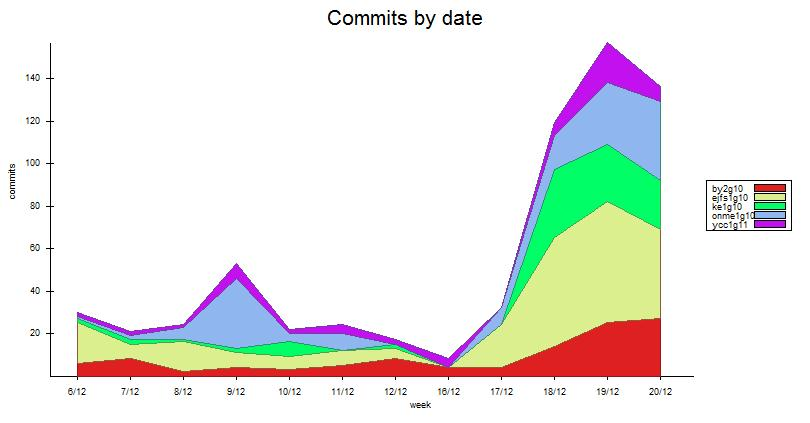 Commits by date
commits
140
120
100
80
60
40
20
6/12 7/12 8/12 9/12 10/12 11/12 12/12 16/12 17/12 18/12 19/12 20/12
week
by2g10
ejfs1g10
ke1g10
onme1g10
ycc1g11